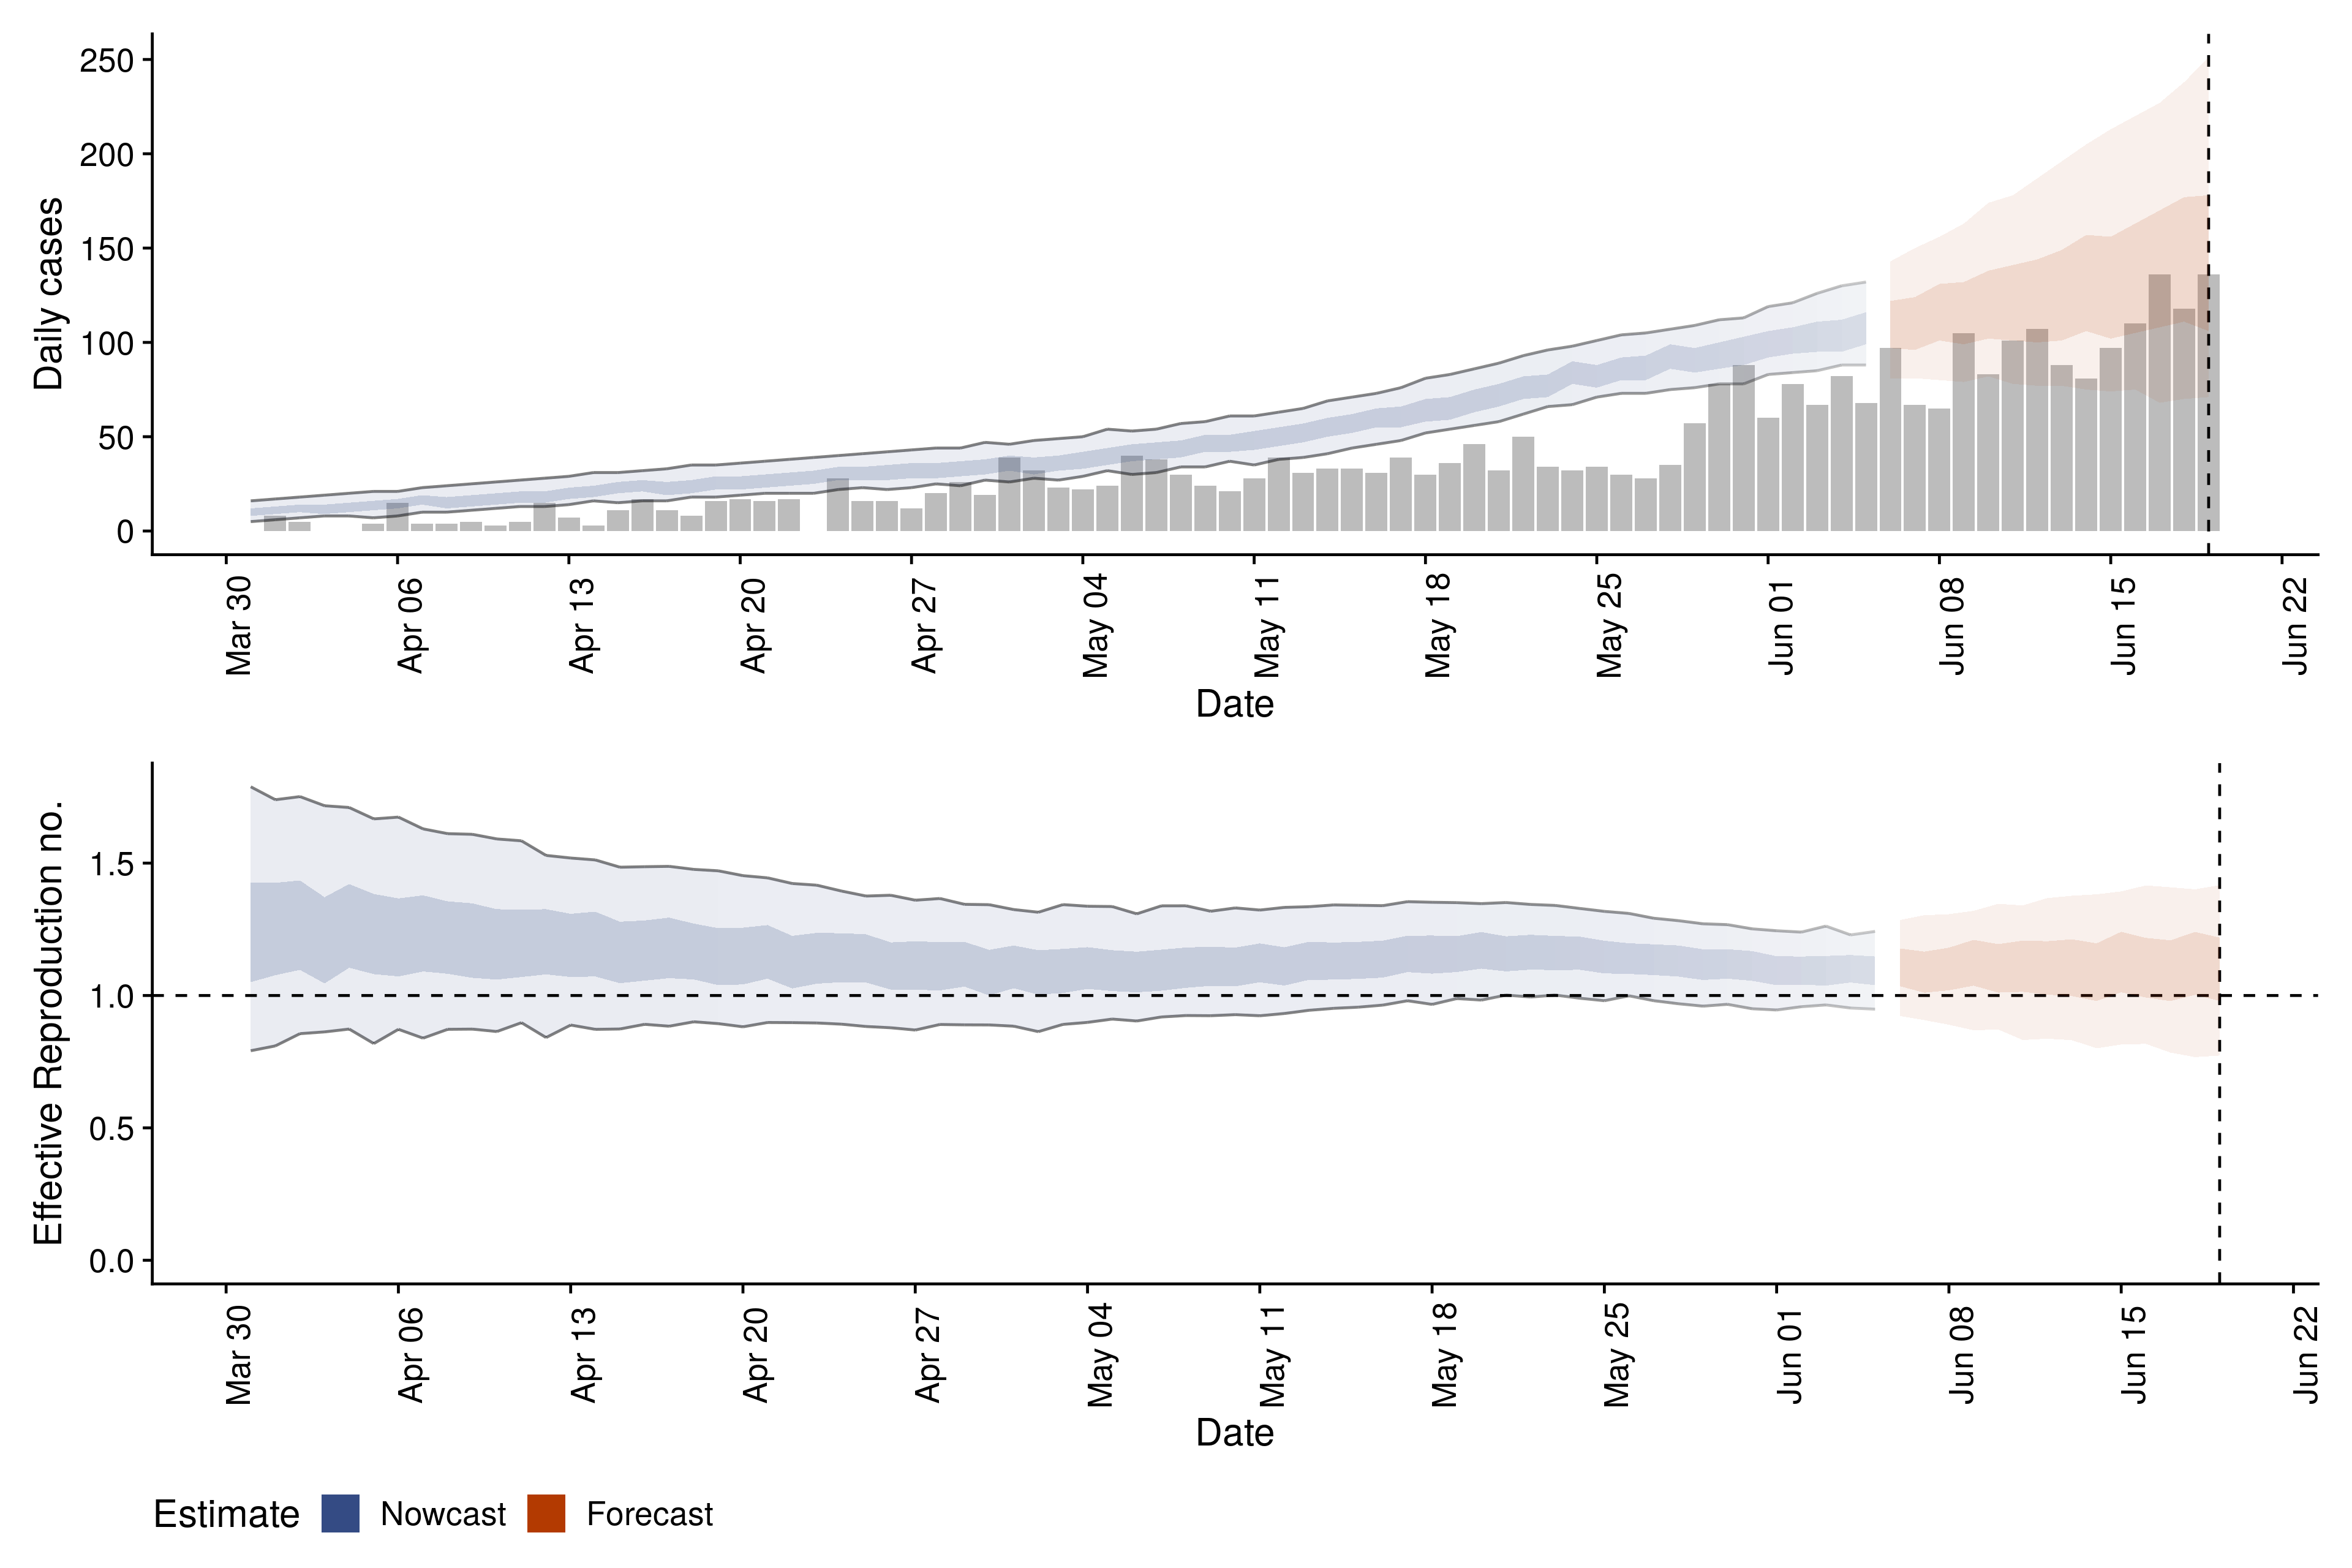 250
200
150
100
50
0
Daily cases
Mar 30
Apr 06
Apr 13
Apr 20
Apr 27
May 04
May 11
May 18
May 25
Jun 01
Jun 08
Jun 15
Jun 22
Date
1.5
1.0
0.5
0.0
Effective Reproduction no.
Mar 30
Apr 06
Apr 13
Apr 20
Apr 27
May 04
May 11
May 18
May 25
Jun 01
Jun 08
Jun 15
Jun 22
Date
Estimate Nowcast Forecast